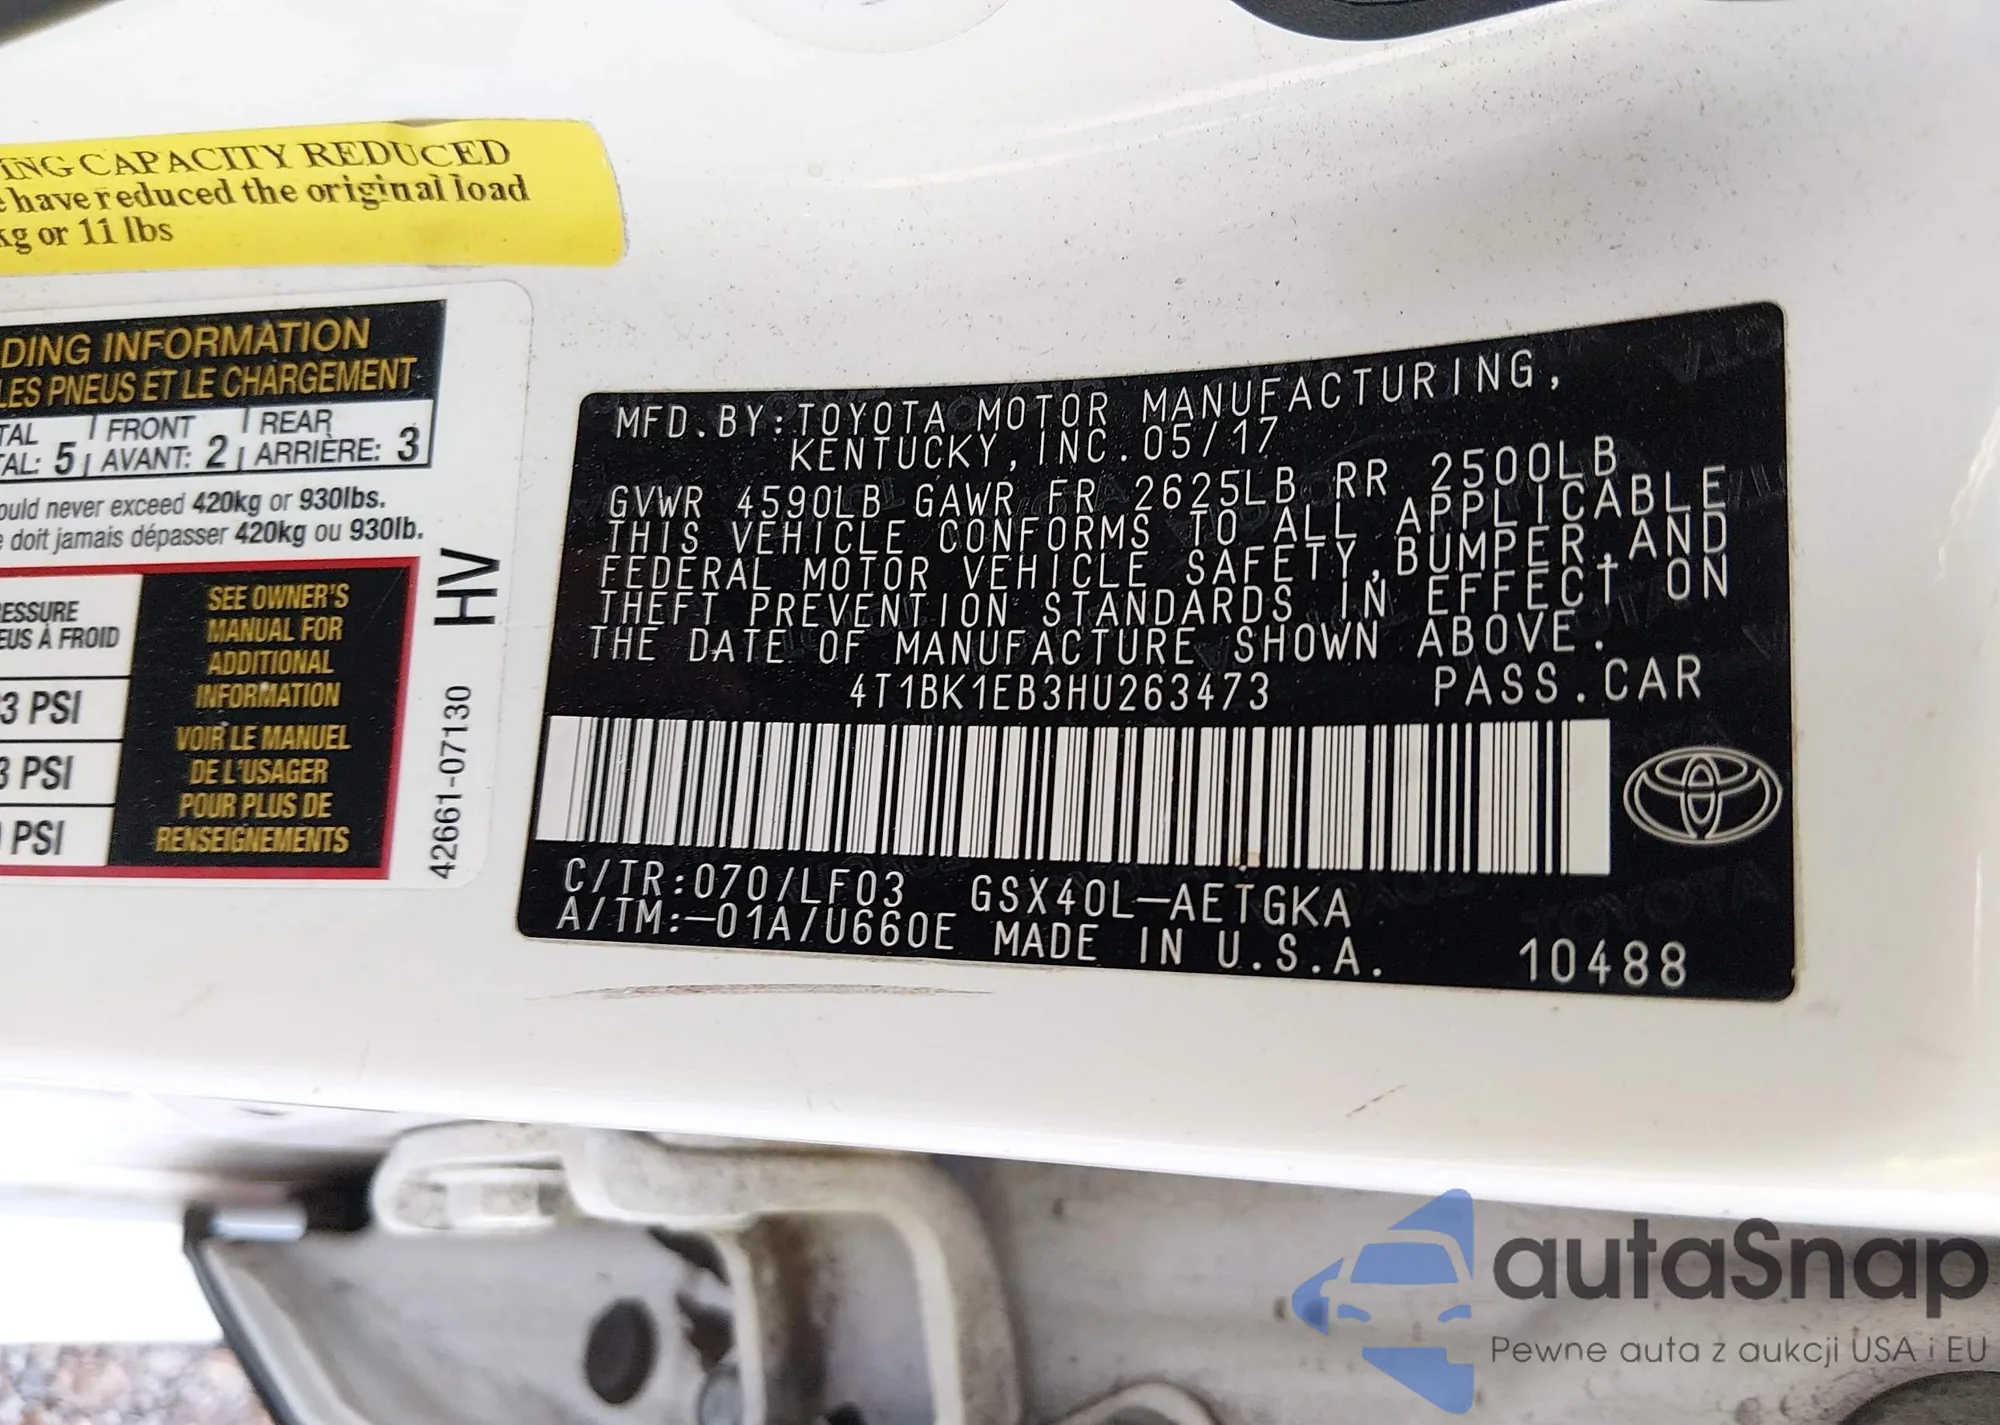 ING CAPACITY REDUCED
have reduced the original load
kg or 11 lbs
DING INFORMATION
LES PNEUS ET LE CHARGEMENT
FRONT REAR
5 AVANT: 2 ARRIÈRE: 3
never exceed 420kg or 930lbs.
doit jamais dépasser 420kg ou 930lb.
SEE OWNER'S
MANUAL FOR
ADDITIONAL
INFORMATION
VOIR LE MANUEL
DE L'USAGER
POUR PLUS DE
RENSEIGNEMENTS
ESSURE
EUS À FROID
3 PSI
3 PSI
PSI
HV
42661-07130
MFD. BY: TOYOTA MOTOR MANUFACTURING,
KENTUCKY, INC. 05/17
GVWR 4590LB GAWR FR 2625LB RR 2500LB
THIS VEHICLE CONFORMS TO ALL APPLICABLE
FEDERAL MOTOR VEHICLE SAFETY, BUMPER, AND
THEFT PREVENTION STANDARDS IN EFFECT ON
THE DATE OF MANUFACTURE SHOWN ABOVE.
4T1BK1EB3HU263473 PASS. CAR
C/TR:070/LF03 GSX40L-AETGKA
A/TM:-01A/U660E MADE IN U.S.A. 10488
autaSnap
Pewne auta z aukcji USA i EU